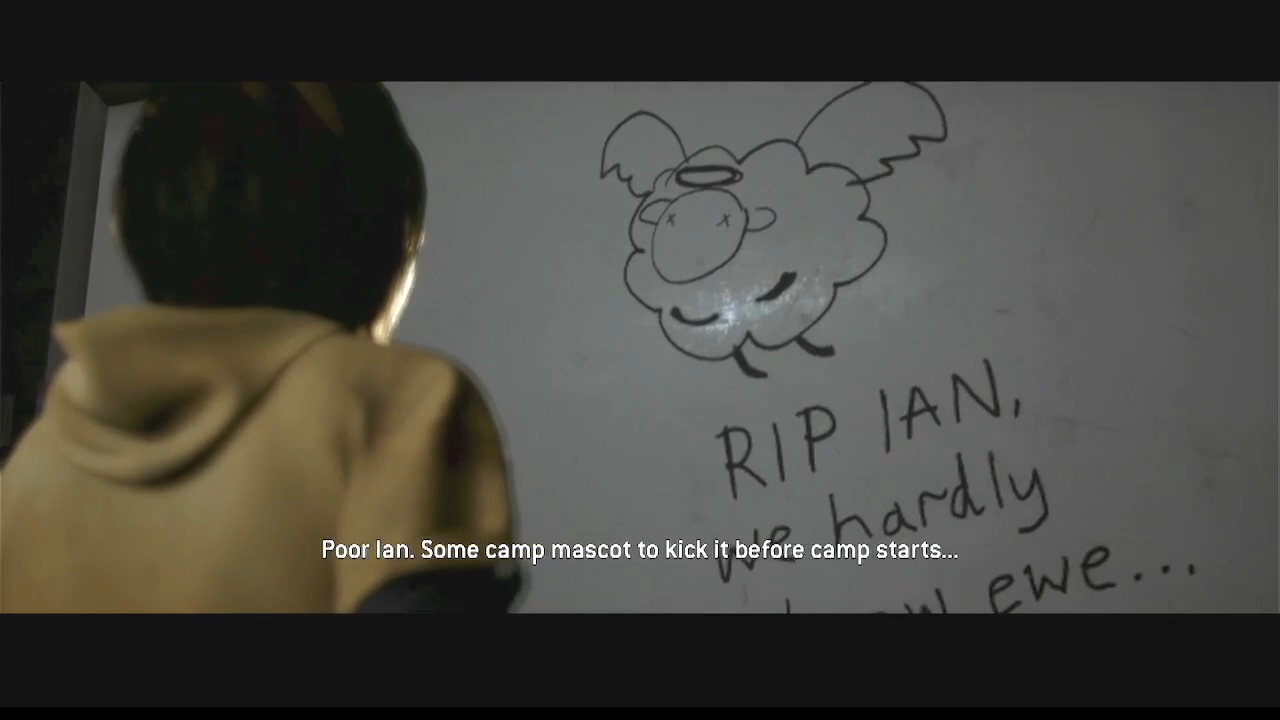 RIP IAN,
we hardly
ewe...
Poor Ian. Some camp mascot to kick it before camp starts...